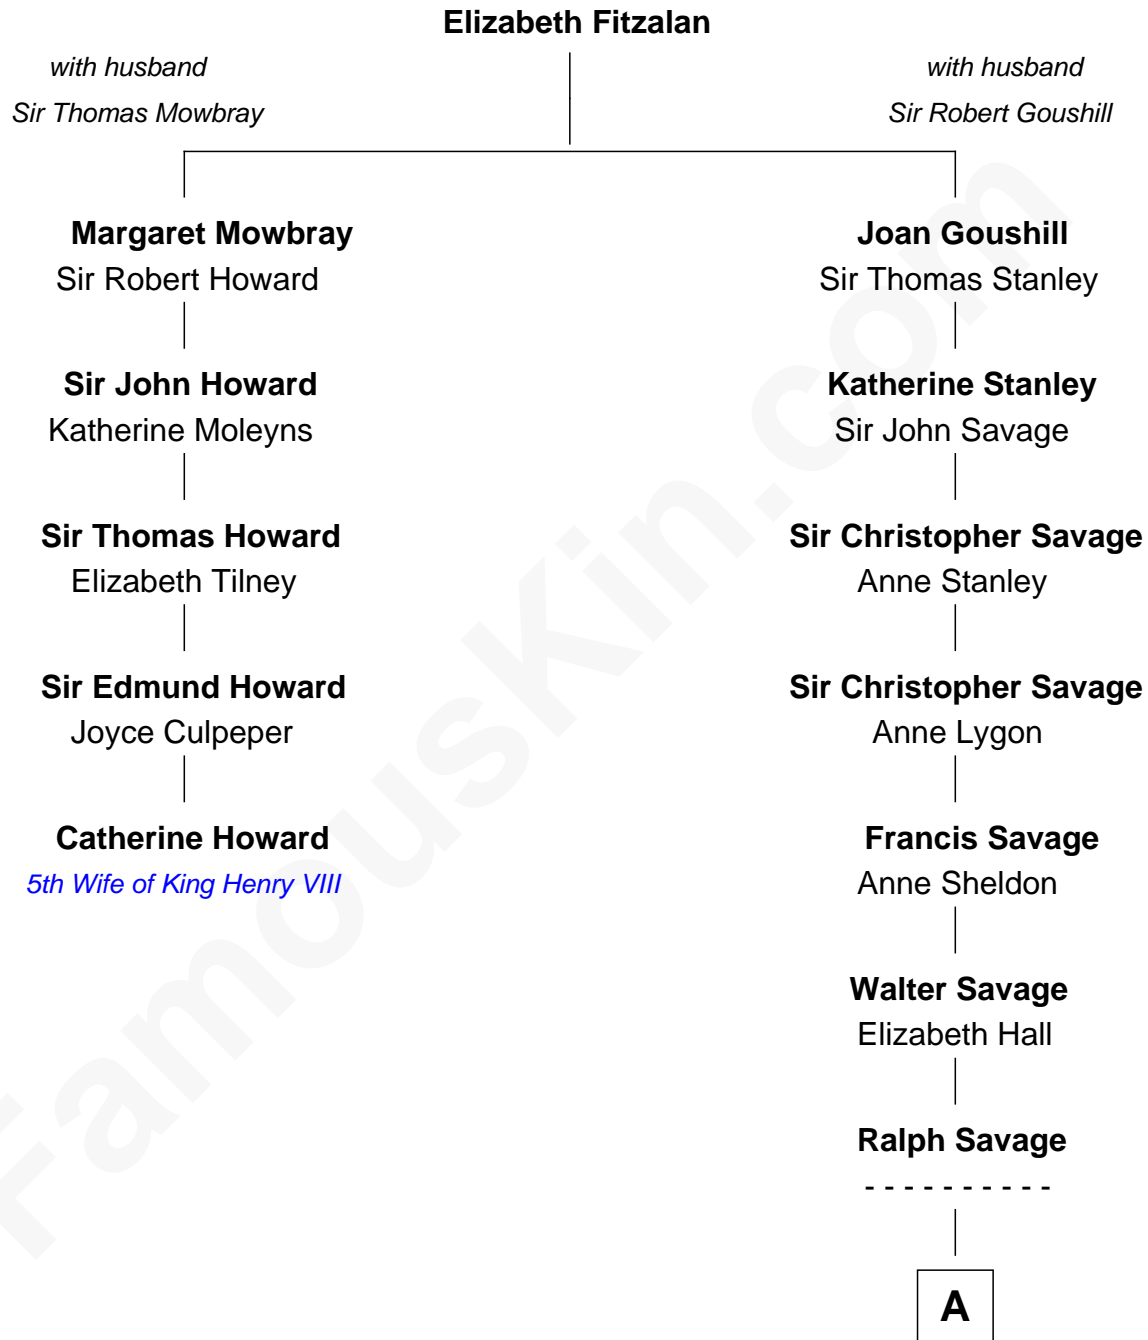 Elizabeth Fitzalan
with husband
Sir Thomas Mowbray
with husband
Sir Robert Goushill
Margaret Mowbray
Sir Robert Howard
Joan Goushill
Sir Thomas Stanley
Sir John Howard
Katherine Moleyns
Katherine Stanley
Sir John Savage
Sir Thomas Howard
Elizabeth Tilney
Sir Christopher Savage
Anne Stanley
Sir Edmund Howard
Joyce Culpeper
Sir Christopher Savage
Anne Lygon
Catherine Howard
5th Wife of King Henry VIII
Francis Savage
Anne Sheldon
Walter Savage
Elizabeth Hall
Ralph Savage
- - - - - - - - - -
A
FamousKin.com